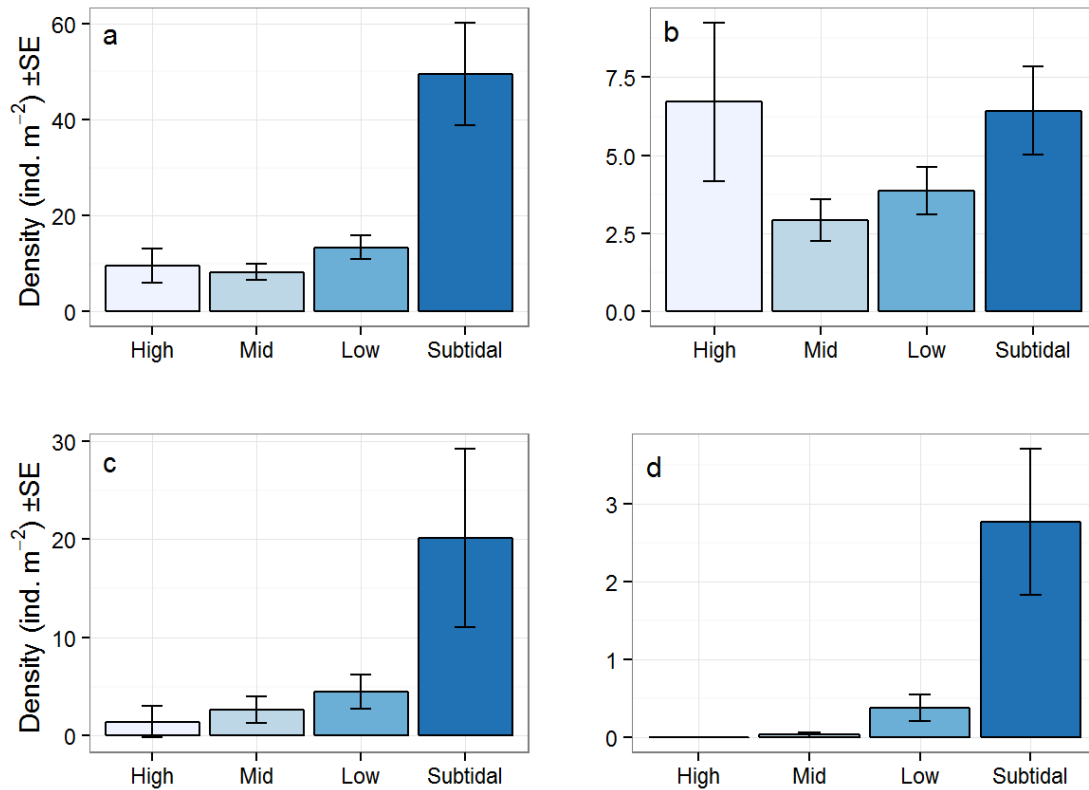 a
60
40
20
0
Density (ind. m⁻²) ±SE
High Mid Low Subtidal
b
7.5
5.0
2.5
0.0
High Mid Low Subtidal
c
30
20
10
0
Density (ind. m⁻²) ±SE
High Mid Low Subtidal
d
3
2
1
0
High Mid Low Subtidal